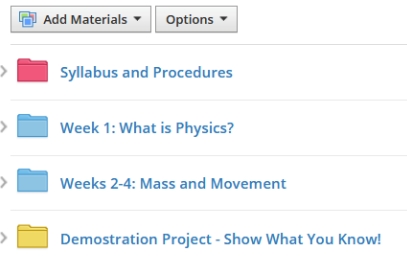 Add Materials Options
Syllabus and Procedures
Week 1: What is Physics?
Weeks 2-4: Mass and Movement
Demostration Project - Show What You Know!